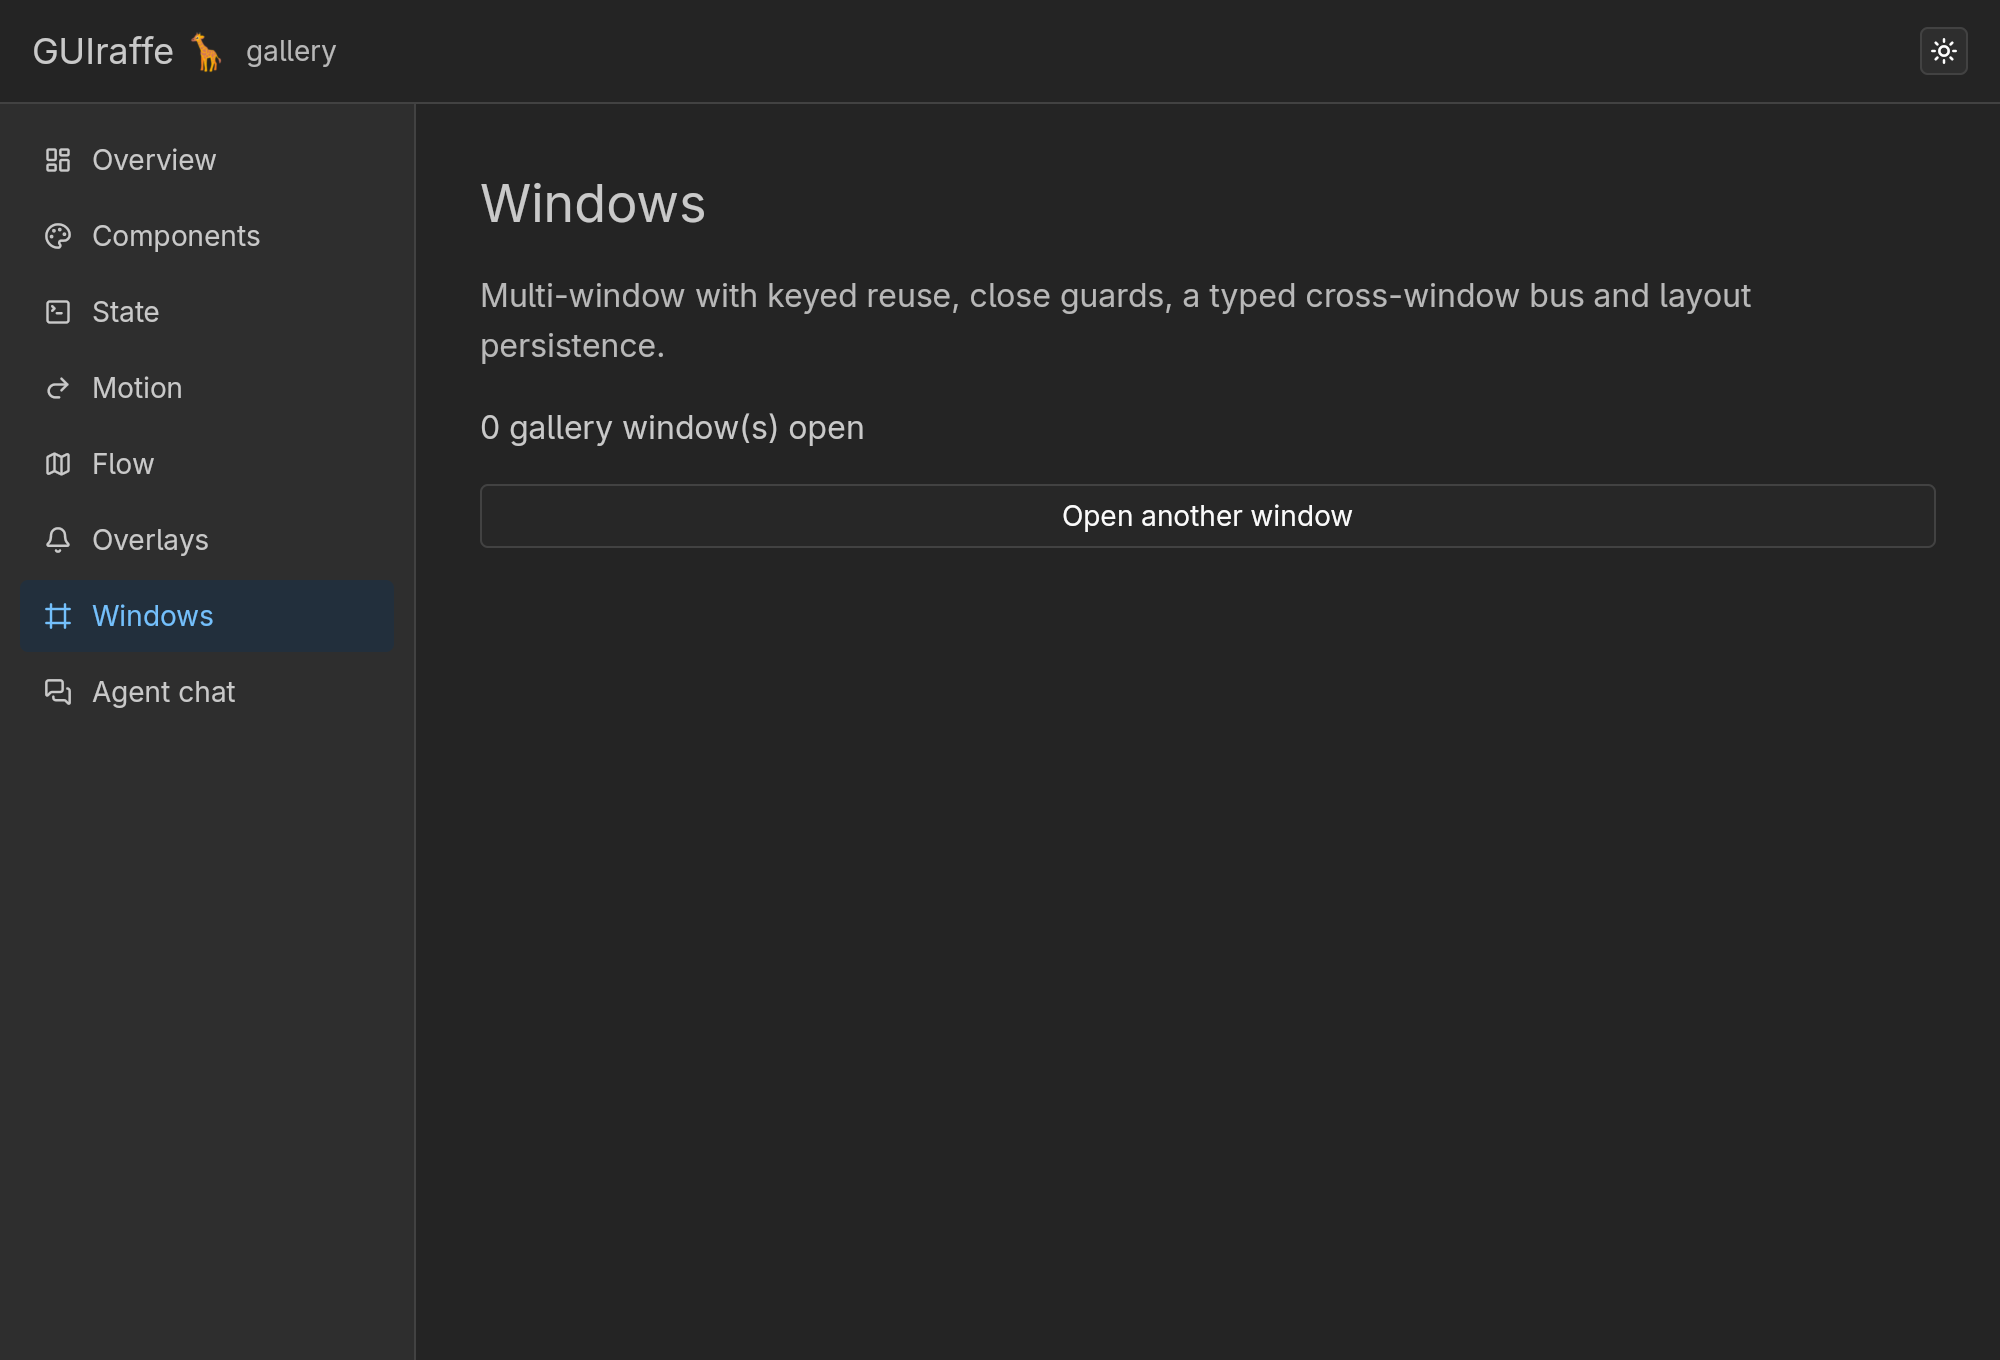 GUIraffe 🦒 gallery
Overview
Components
State
Motion
Flow
Overlays
Windows
Agent chat
Windows
Multi-window with keyed reuse, close guards, a typed cross-window bus and layout
persistence.
0 gallery window(s) open
Open another window